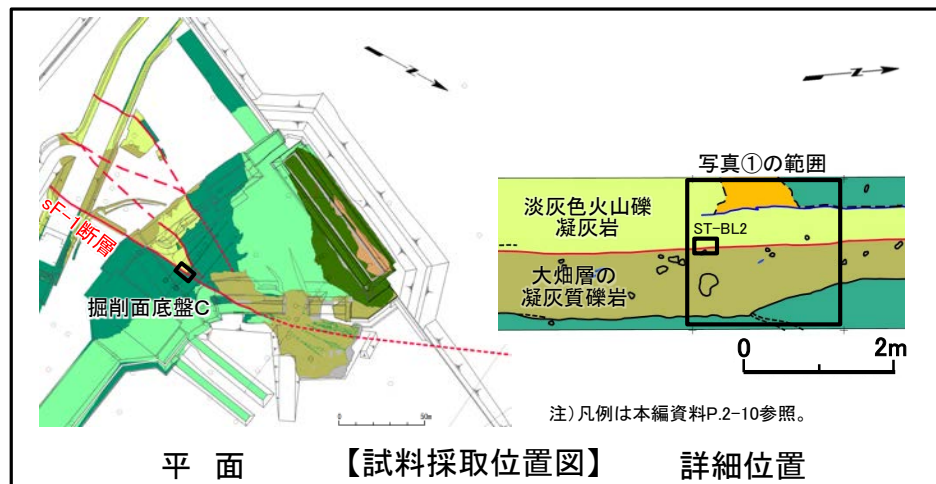 N
sF-1断層
掘削面底盤C
0 50m
N
写真①の範囲
淡灰色火山礫
凝灰岩
ST-BL2
大畑層の
凝灰質礫岩
0 2m
注)凡例は本編資料P.2-10参照。
平 面 【試料採取位置図】 詳細位置